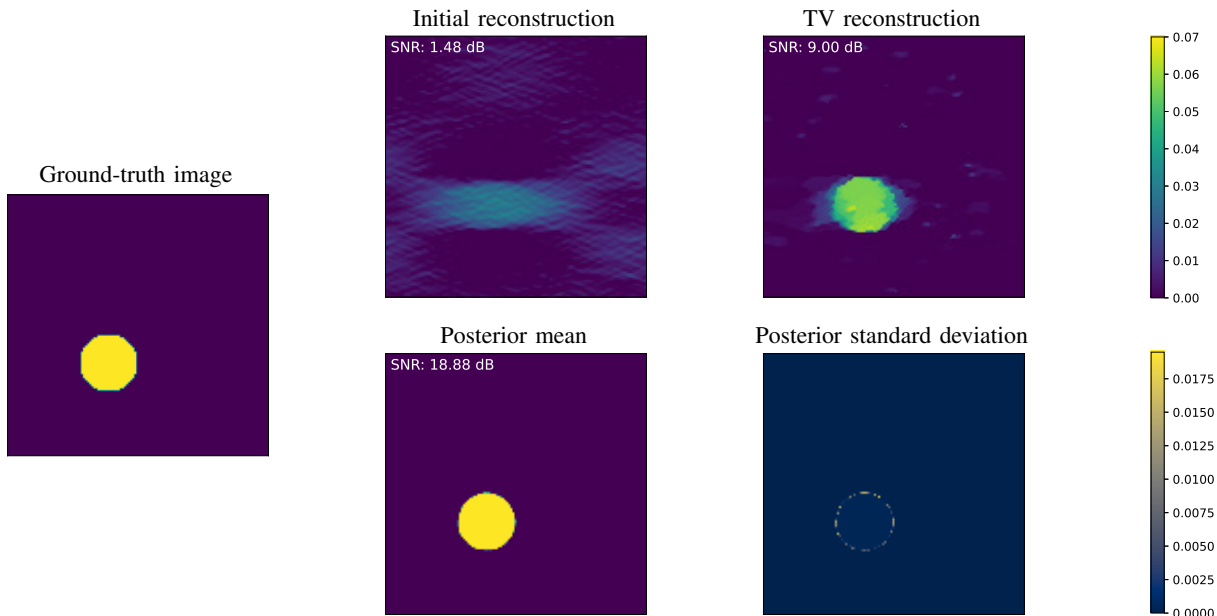 Initial reconstruction
TV reconstruction
SNR: 1.48 dB
SNR: 9.00 dB
0.07
0.06
0.05
0.04
0.03
0.02
0.01
0.00
Ground-truth image
Posterior mean
Posterior standard deviation
SNR: 18.88 dB
0.0175
0.0150
0.0125
0.0100
0.0075
0.0050
0.0025
0.0000